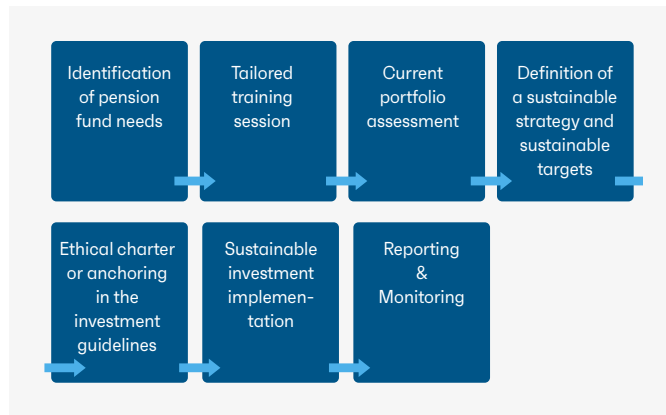 Identification
of pension
fund needs
Tailored
training
session
Current
portfolio
assessment
Definition of
a sustainable
strategy and
sustainable
targets
Ethical charter
or anchoring
in the
investment
guidelines
Sustainable
investment
implemen-
tation
Reporting
&
Monitoring